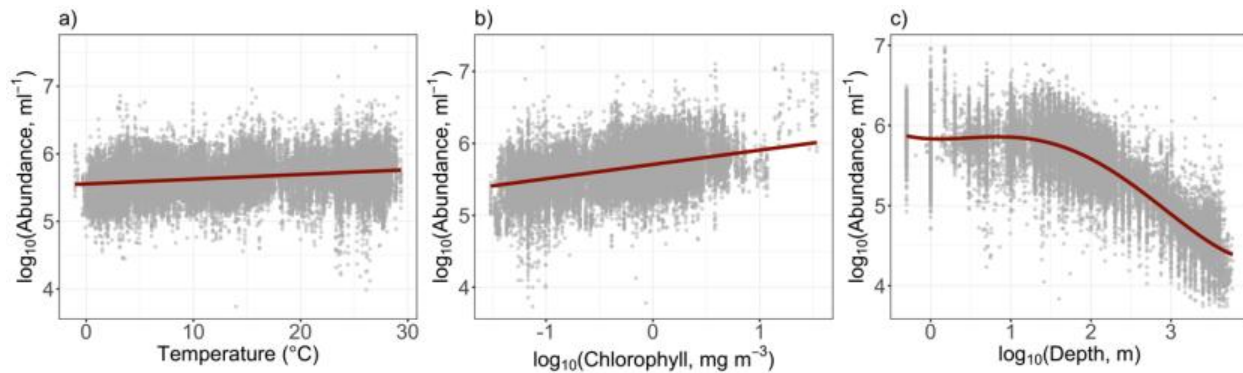 a)
7
6
5
4
0
10
20
30
log₁₀(Abundance, ml⁻¹)
Temperature (°C)
b)
7
6
5
4
-1
0
1
log₁₀(Abundance, ml⁻¹)
log₁₀(Chlorophyll, mg m⁻³)
c)
7
6
5
4
0
1
2
3
log₁₀(Abundance, ml⁻¹)
log₁₀(Depth, m)